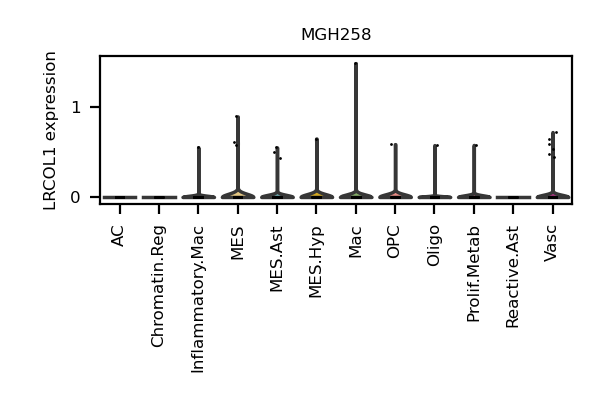 MGH258
LRCOL1 expression
1
0
AC
Chromatin.Reg
Inflammatory.Mac
MES
MES.Ast
MES.Hyp
Mac
OPC
Oligo
Prolif.Metab
Reactive.Ast
Vasc